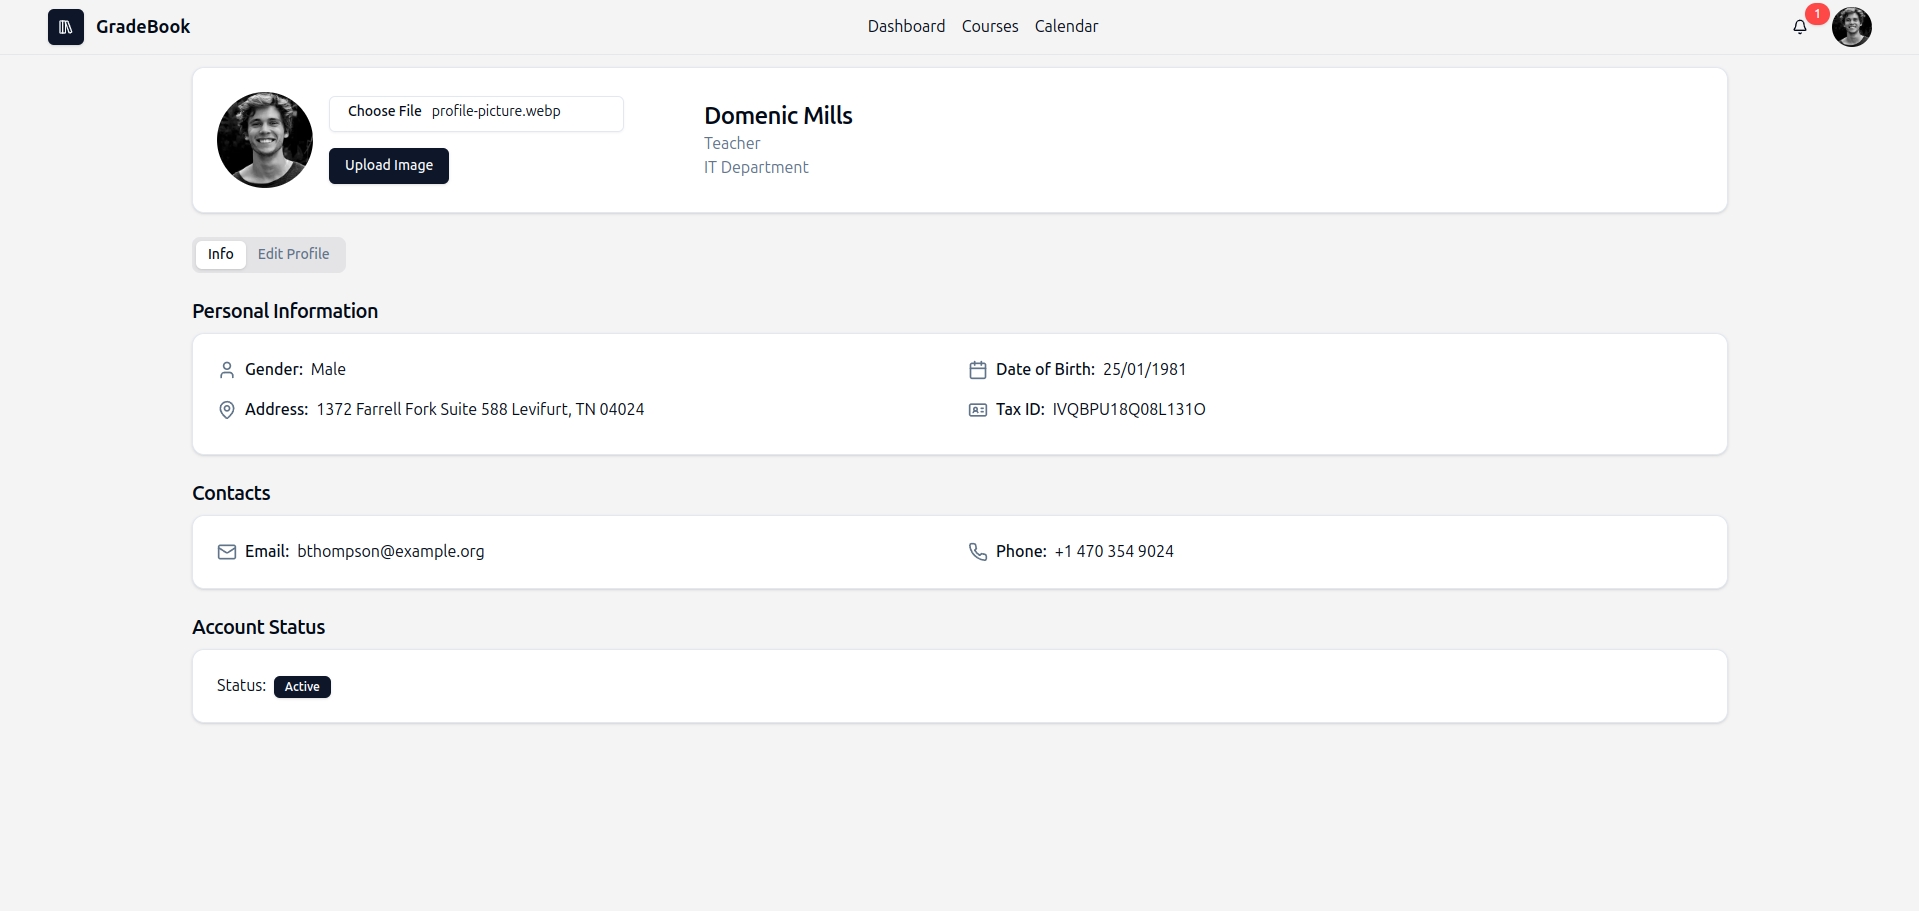 GradeBook
Dashboard Courses Calendar
1
Choose File profile-picture.webp
Upload Image
Domenic Mills
Teacher
IT Department
Info Edit Profile
Personal Information
Gender: Male
Date of Birth: 25/01/1981
Address: 1372 Farrell Fork Suite 588 Levifurt, TN 04024
Tax ID: IVQBPU18Q08L131O
Contacts
Email: bthompson@example.org
Phone: +1 470 354 9024
Account Status
Status: Active